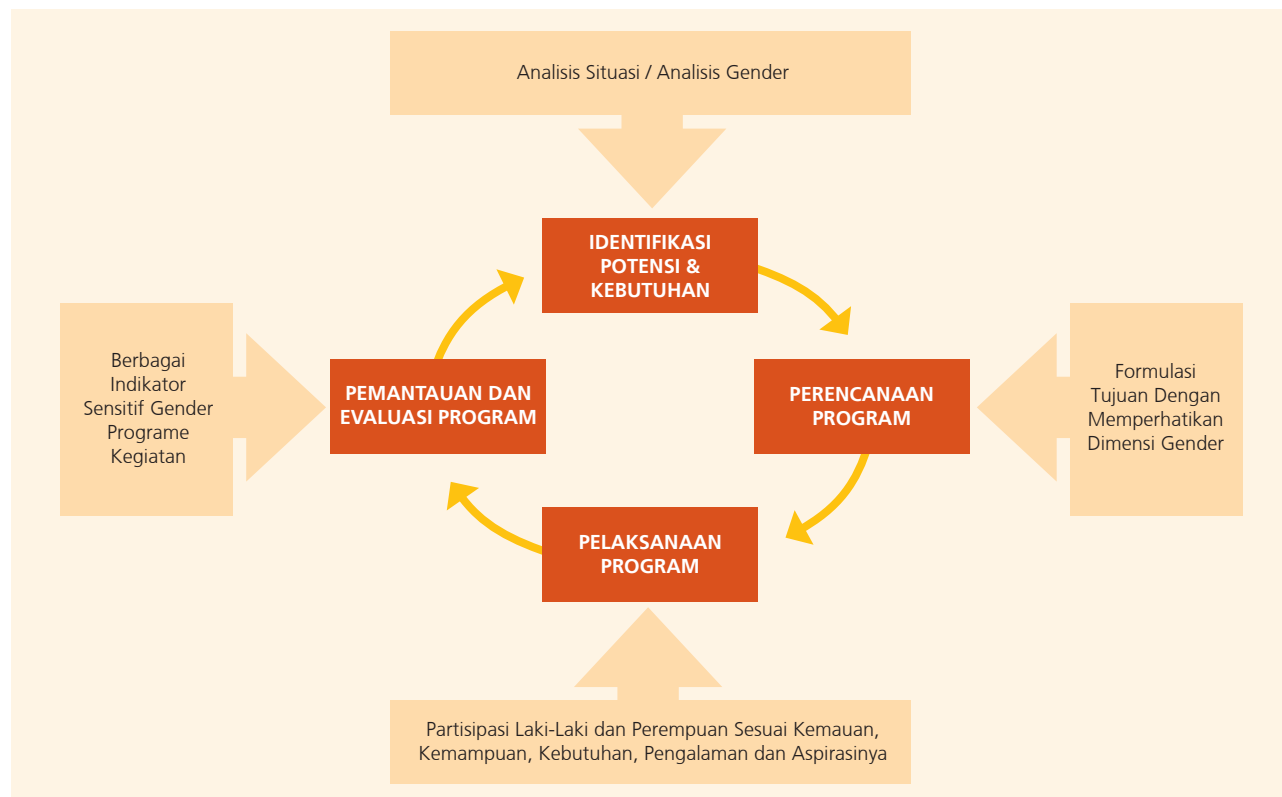 Analisis Situasi / Analisis Gender
IDENTIFIKASI
POTENSI &
KEBUTUHAN
Berbagai
Indikator
Sensitif Gender
Programe
Kegiatan
PEMANTAUAN DAN
EVALUASI PROGRAM
PERENCANAAN
PROGRAM
Formulasi
Tujuan Dengan
Memperhatikan
Dimensi Gender
PELAKSANAAN
PROGRAM
Partisipasi Laki-Laki dan Perempuan Sesuai Kemauan,
Kemampuan, Kebutuhan, Pengalaman dan Aspirasinya